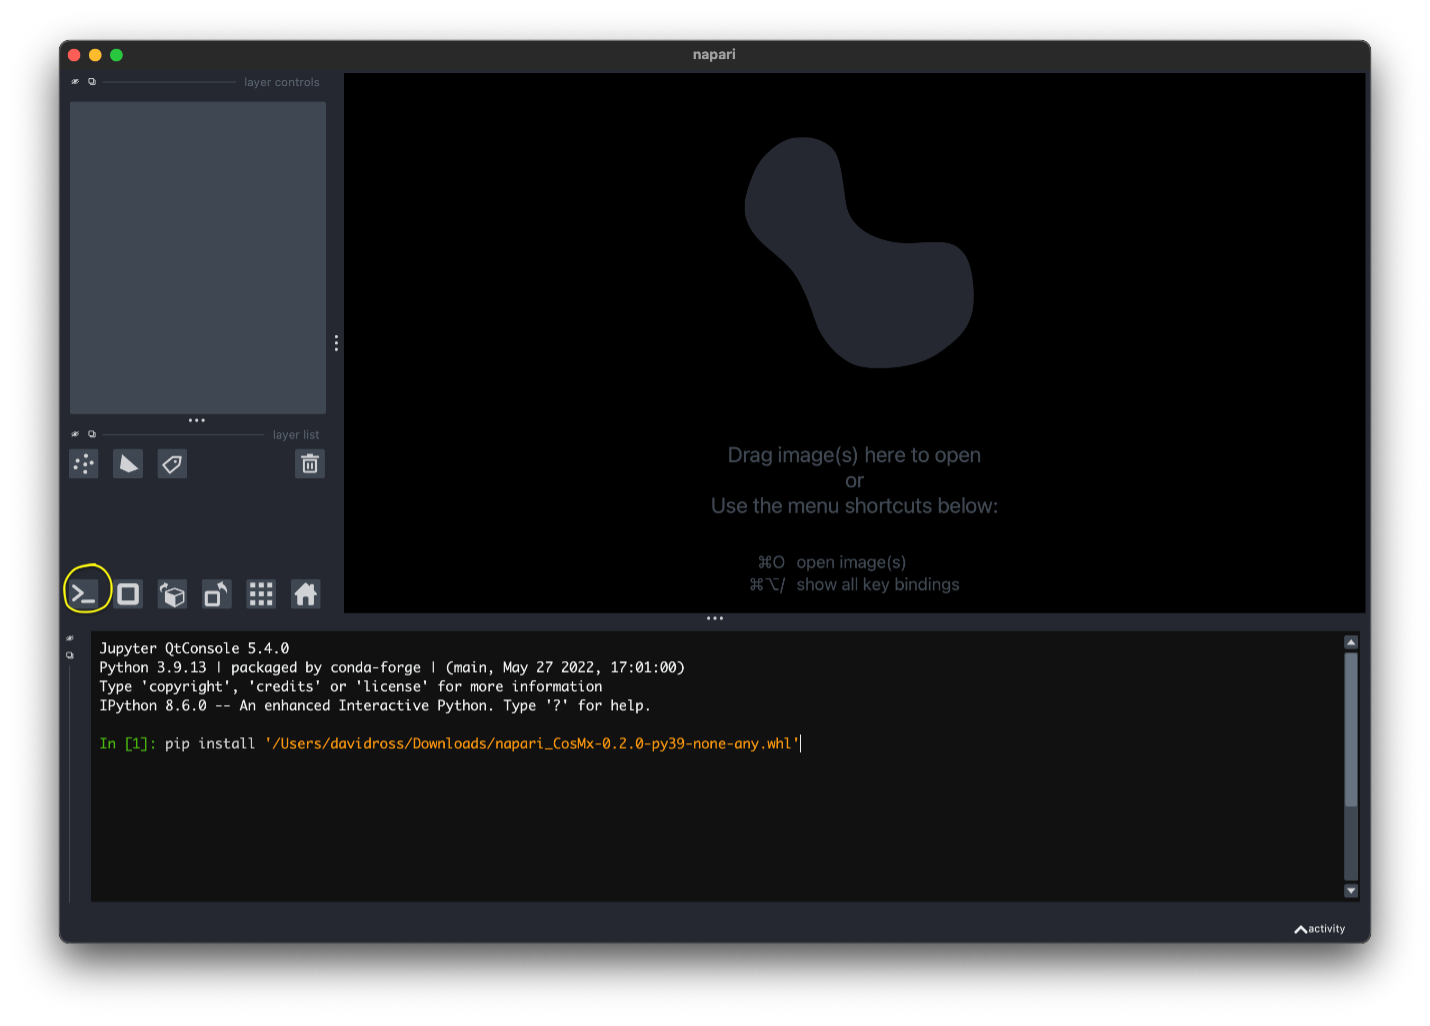 napari
layer controls
layer list
Drag image(s) here to open
or
Use the menu shortcuts below:
⌘O open image(s)
⌘⌥/ show all key bindings
Jupyter QtConsole 5.4.0
Python 3.9.13 | packaged by conda-forge | (main, May 27 2022, 17:01:00)
Type 'copyright', 'credits' or 'license' for more information
IPython 8.6.0 -- An enhanced Interactive Python. Type '?' for help.
In [1]: pip install '/Users/davidross/Downloads/napari_CosMx-0.2.0-py39-none-any.whl'
activity